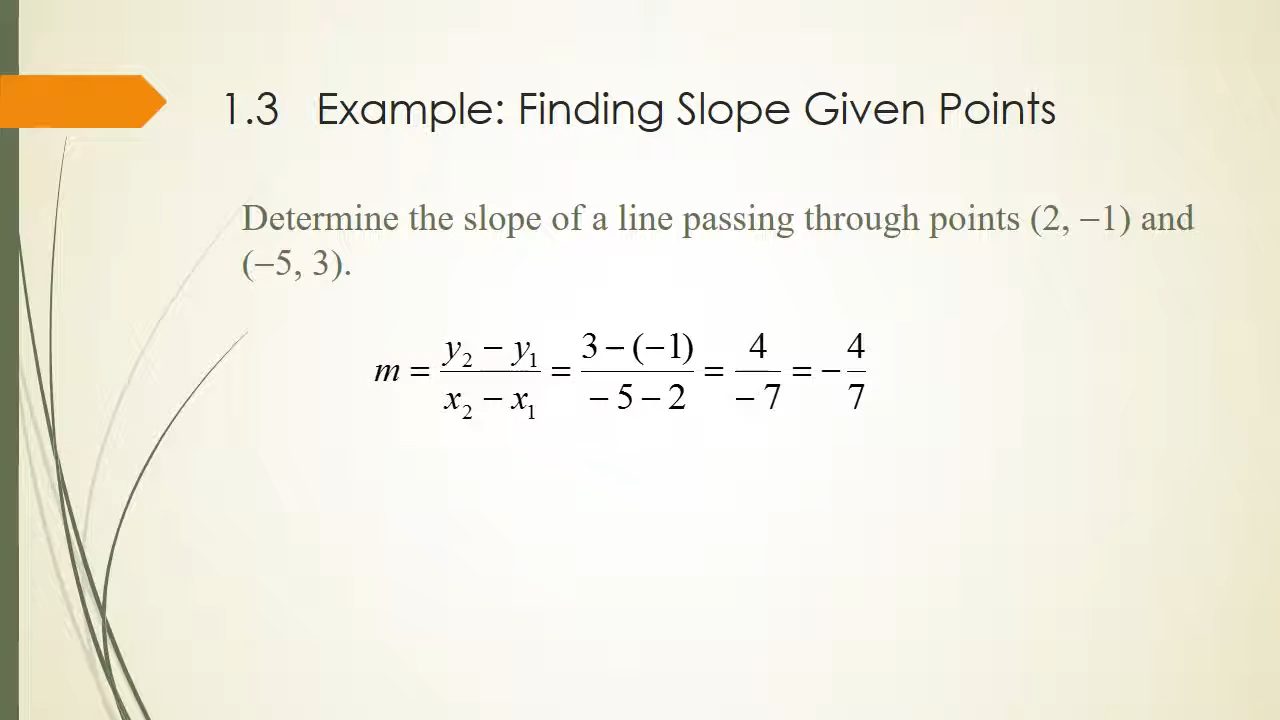 1.3 Example: Finding Slope Given Points
Determine the slope of a line passing through points (2, −1) and
(−5, 3).
m = (y₂ − y₁)/(x₂ − x₁) = (3 − (−1))/(−5 − 2) = 4/(−7) = −4/7